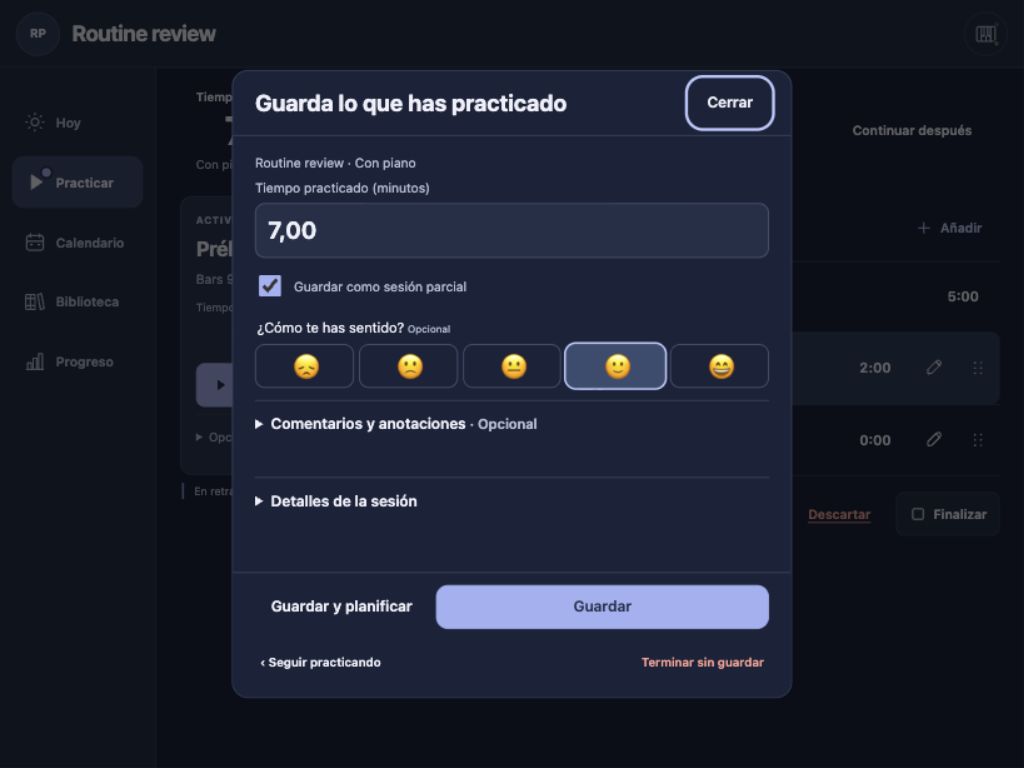 RP
Routine review
Hoy
Practicar
Calendario
Biblioteca
Progreso
Continuar después
Añadir
5:00
2:00
0:00
Descartar
Finalizar
Guarda lo que has practicado
Cerrar
Routine review · Con piano
Tiempo practicado (minutos)
7,00
Guardar como sesión parcial
¿Cómo te has sentido? Opcional
Comentarios y anotaciones · Opcional
Detalles de la sesión
Guardar y planificar
Guardar
‹ Seguir practicando
Terminar sin guardar